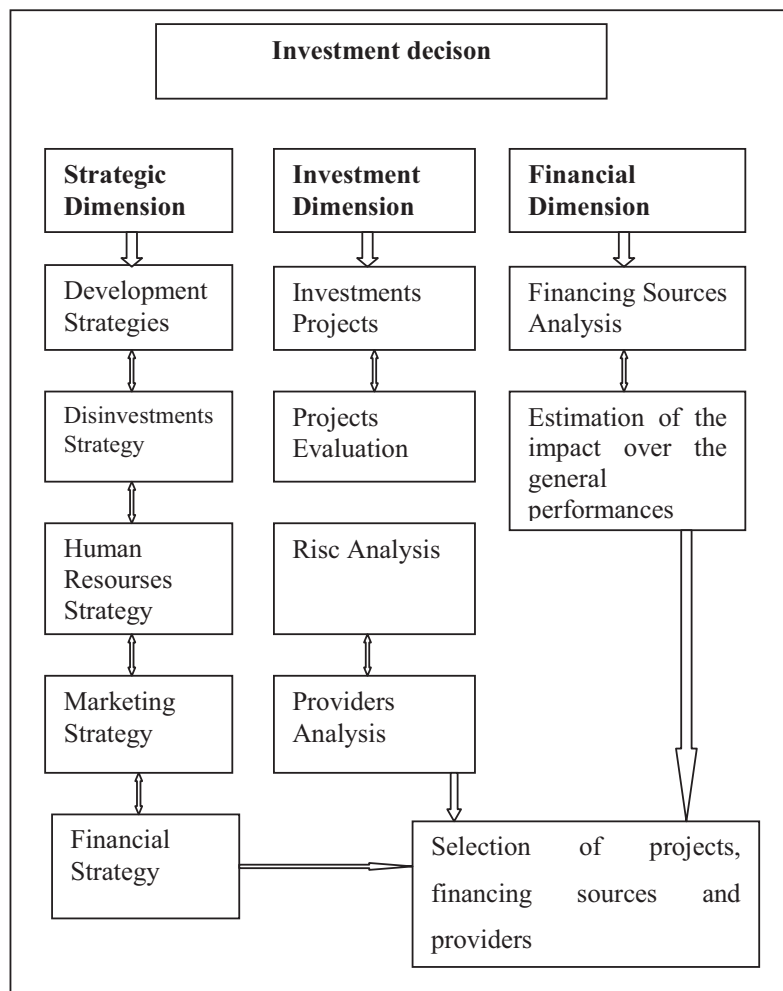 Investment decison
Strategic
Dimension
Investment
Dimension
Financial
Dimension
Development
Strategies
Investments
Projects
Financing Sources
Analysis
Disinvestments
Strategy
Projects
Evaluation
Estimation of the
impact over the
general
performances
Human
Resourses
Strategy
Risc Analysis
Marketing
Strategy
Providers
Analysis
Financial
Strategy
Selection of projects,
financing sources and
providers